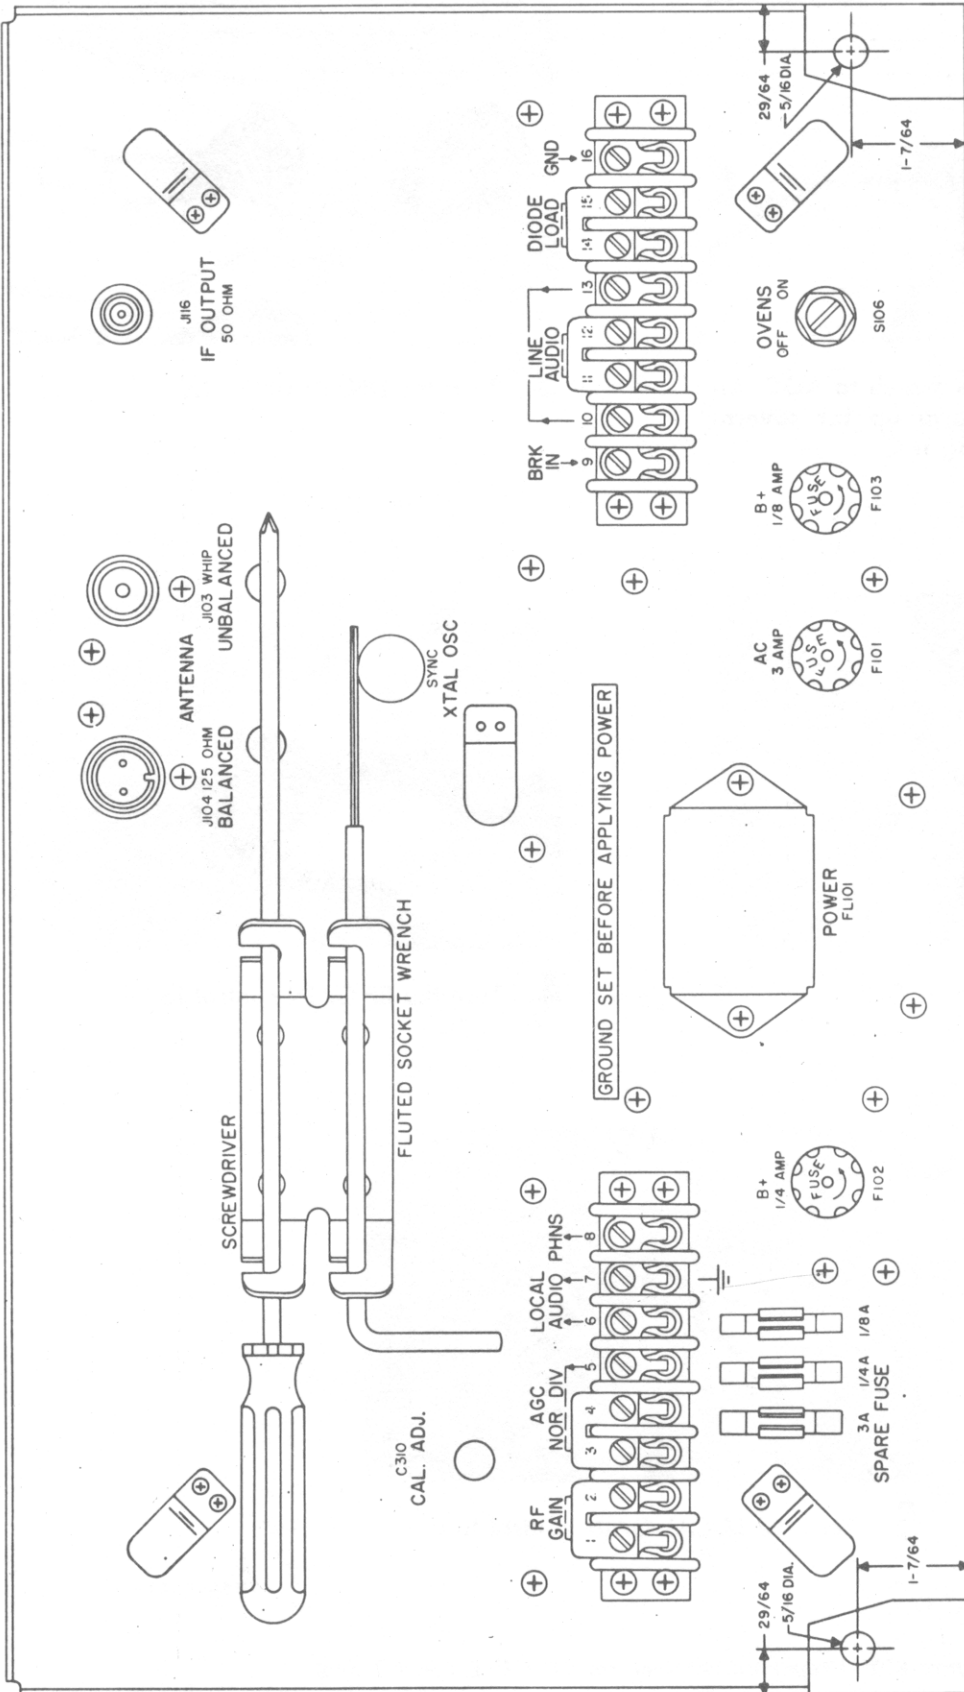 J104 125 OHM
BALANCED
ANTENNA
J103 WHIP
UNBALANCED
J116
IF OUTPUT
50 OHM
SCREWDRIVER
FLUTED SOCKET WRENCH
SYNC
XTAL OSC
C310
CAL. ADJ.
RF
GAIN
AGC
NOR DIV
LOCAL
AUDIO
PHNS
1 2 3 4 5 6 7 8
BRK
IN
LINE
AUDIO
DIODE
LOAD
GND
9 10 11 12 13 14 15 16
GROUND SET BEFORE APPLYING POWER
3A 1/4A 1/8A
SPARE FUSE
B+
1/4 AMP
FUSE
F102
POWER
FL101
AC
3 AMP
FUSE
F101
B+
1/8 AMP
FUSE
F103
OVENS
OFF ON
S106
29/64
5/16 DIA.
1-7/64
29/64
5/16 DIA.
1-7/64